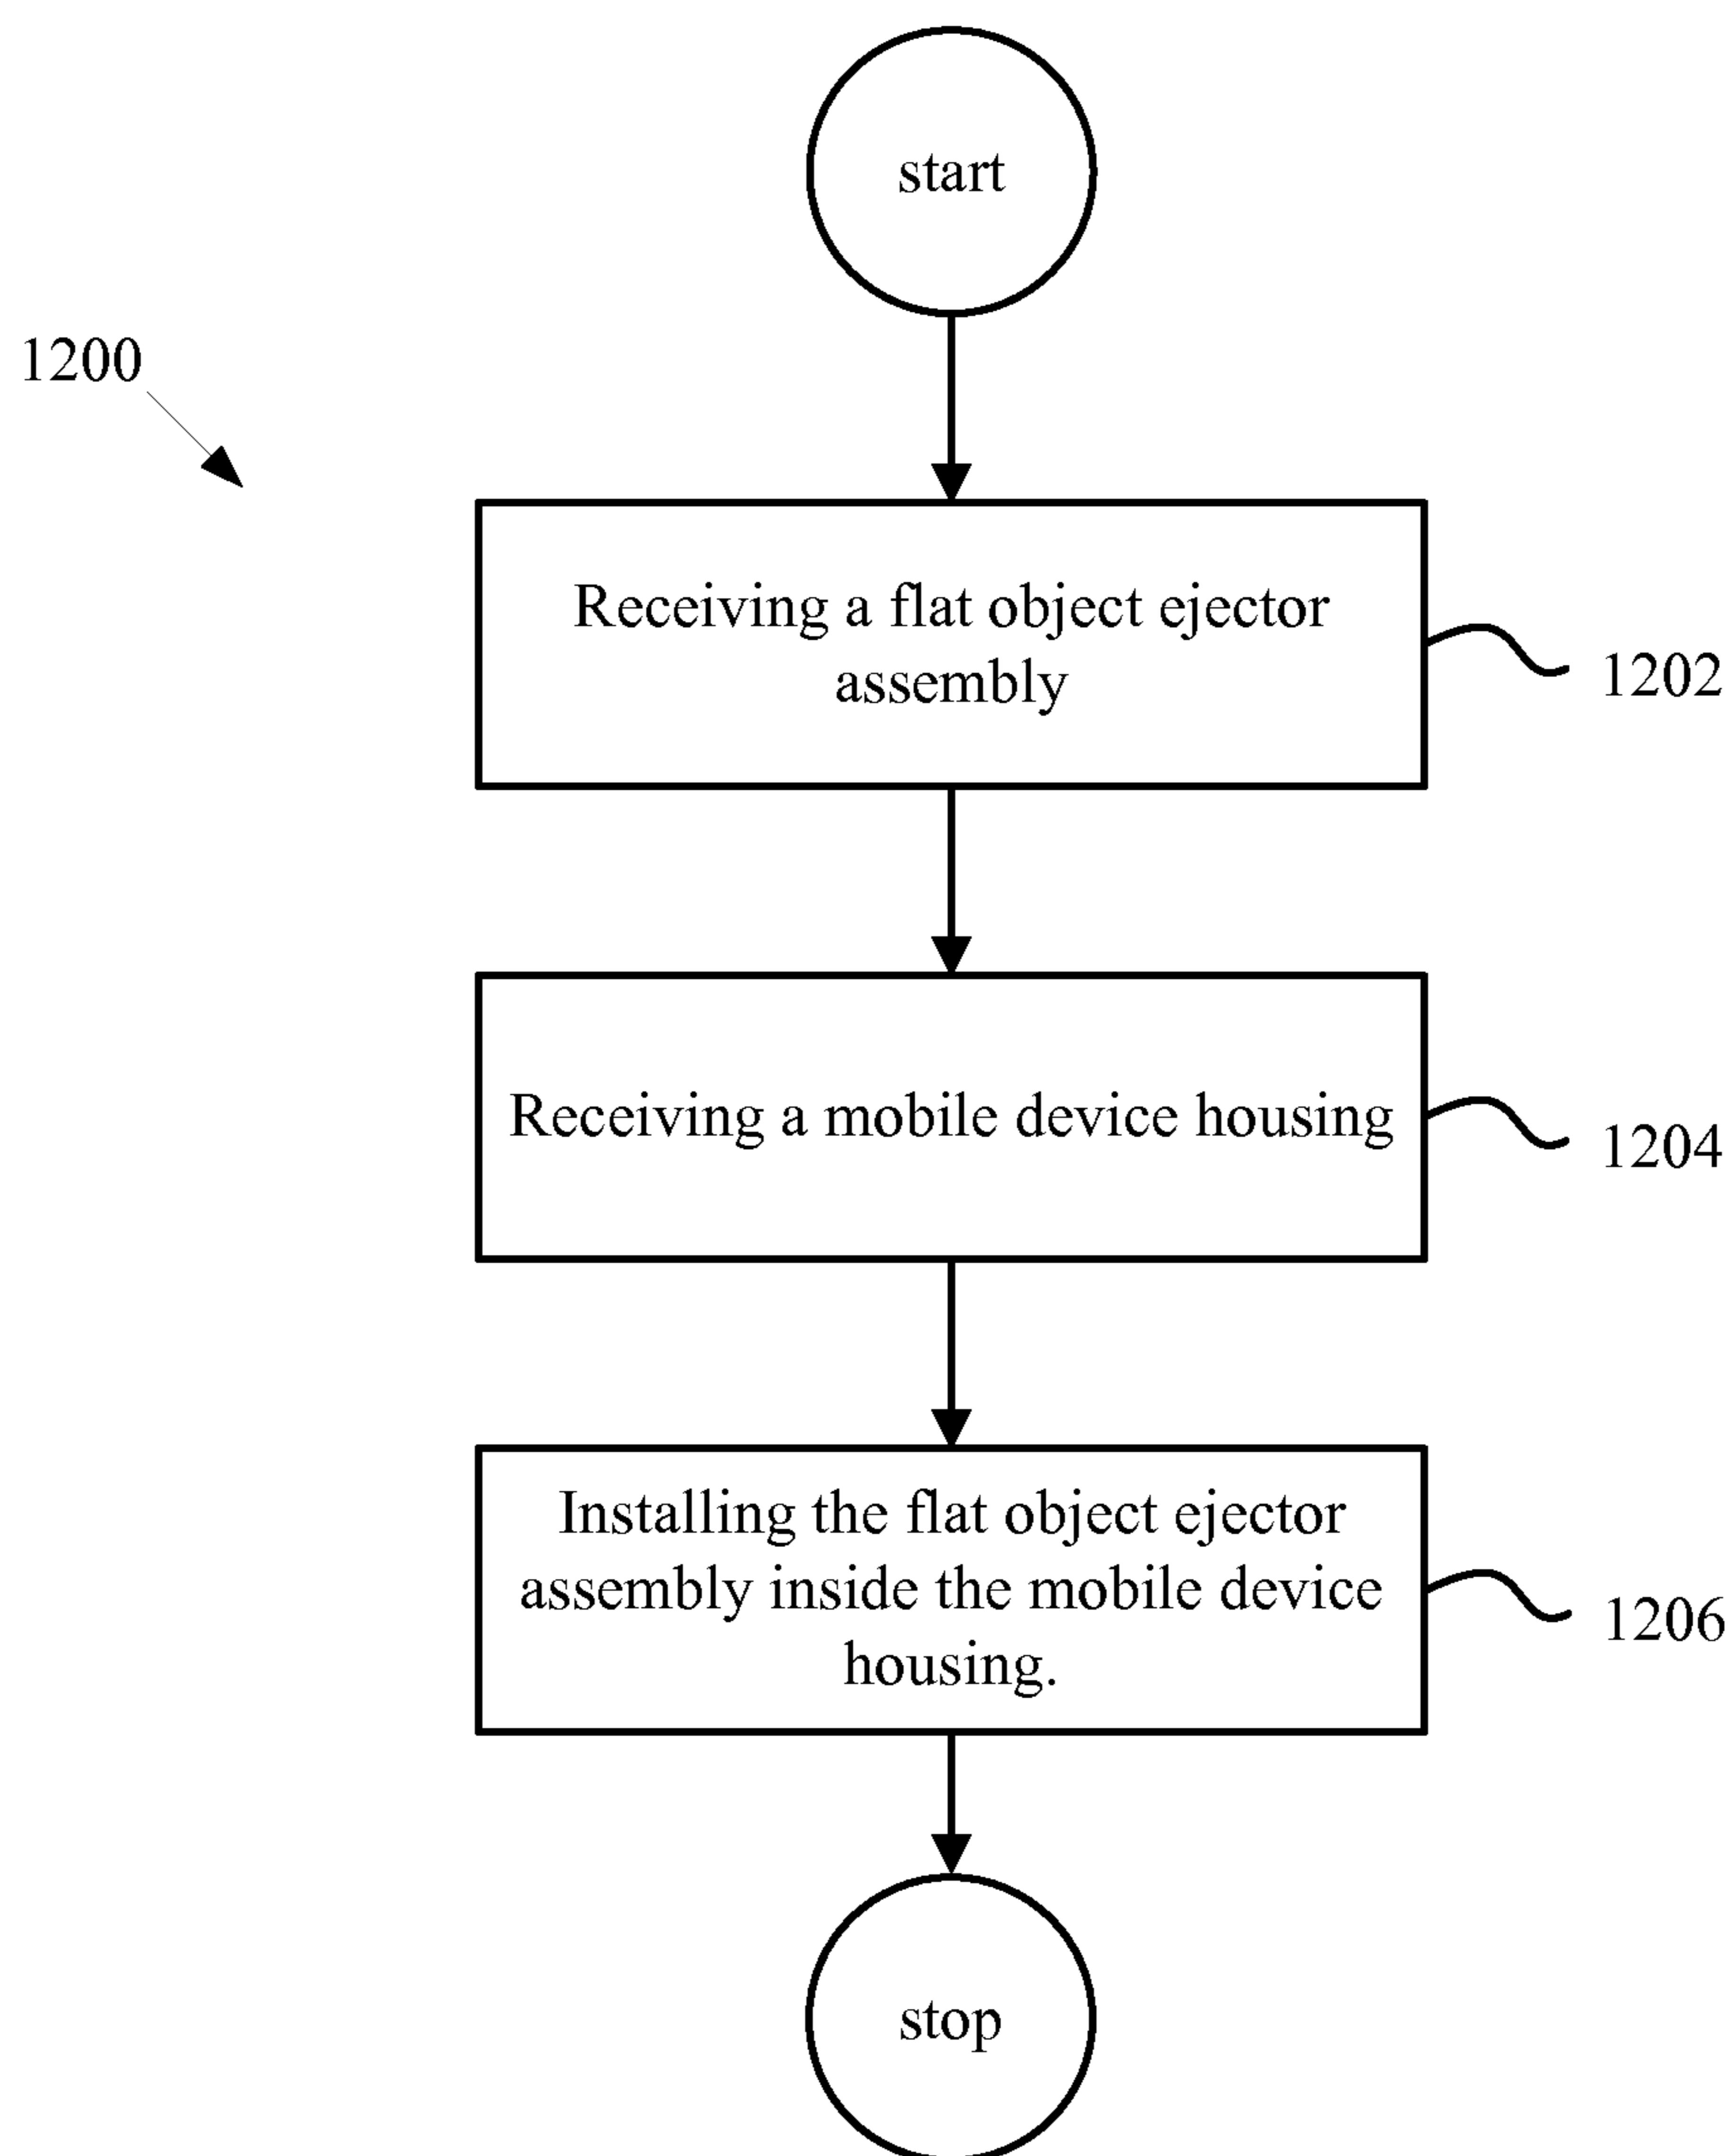 start
1200
Receiving a flat object ejector
assembly
1202
Receiving a mobile device housing
1204
Installing the flat object ejector
assembly inside the mobile device
housing.
1206
stop